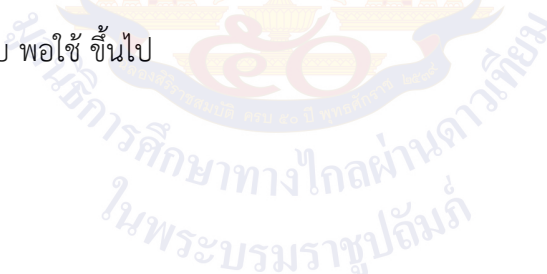 พอใช้ ขึ้นไป
มูลนิธิการศึกษาทางไกลผ่านดาวเทียม
ในพระบรมราชูปถัมภ์